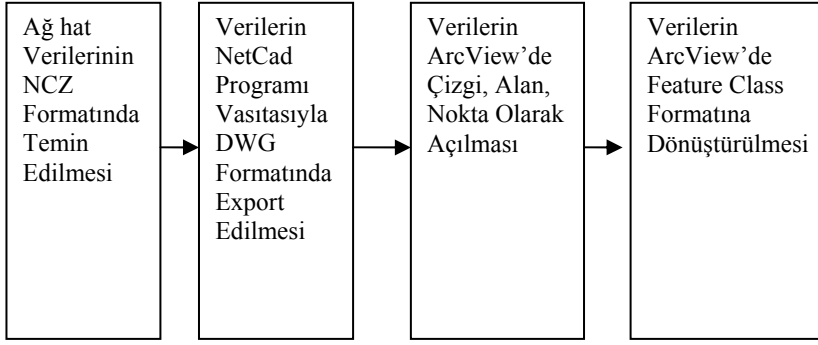 Ağ hat
Verilerinin
NCZ
Formatında
Temin
Edilmesi
Verilerin
NetCad
Programı
Vasıtasıyla
DWG
Formatında
Export
Edilmesi
Verilerin
ArcView’de
Çizgi, Alan,
Nokta Olarak
Açılması
Verilerin
ArcView’de
Feature Class
Formatına
Dönüştürülmesi